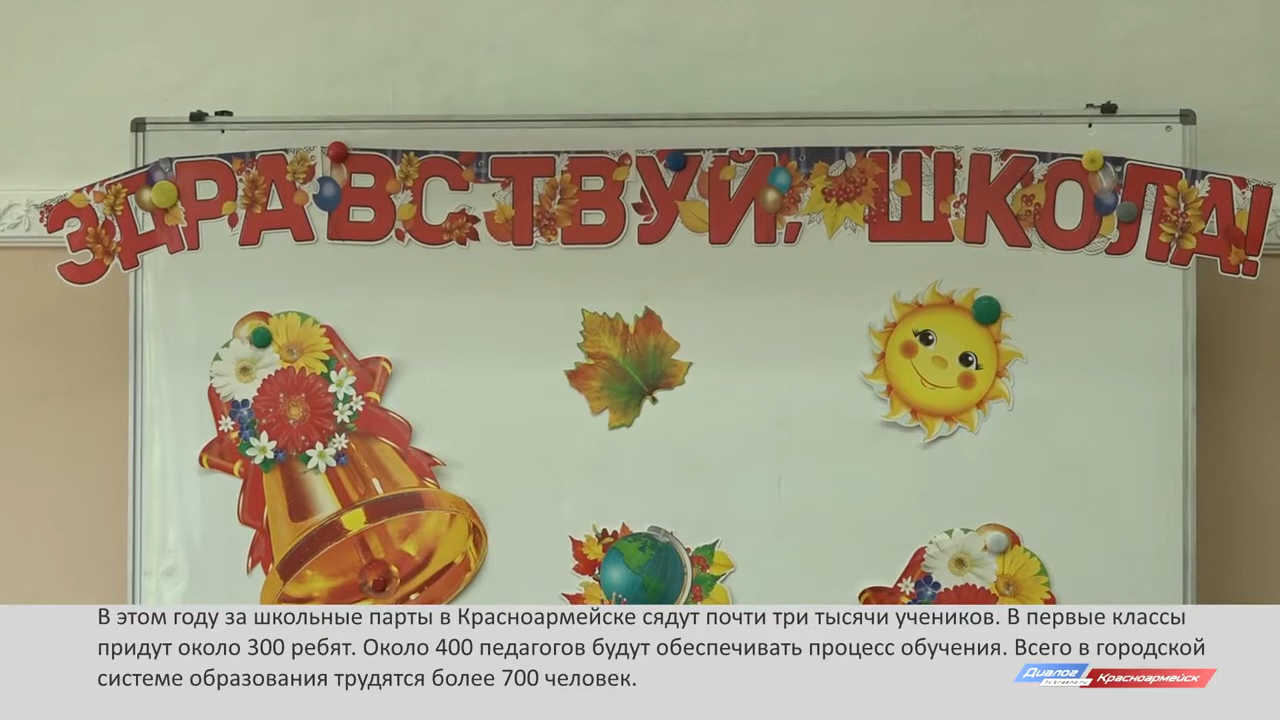 ЗДРАВСТВУЙ, ШКОЛА!
В этом году за школьные парты в Красноармейске сядут почти три тысячи учеников. В первые классы
придут около 300 ребят. Около 400 педагогов будут обеспечивать процесс обучения. Всего в городской
системе образования трудятся более 700 человек.
Диалог Красноармейск